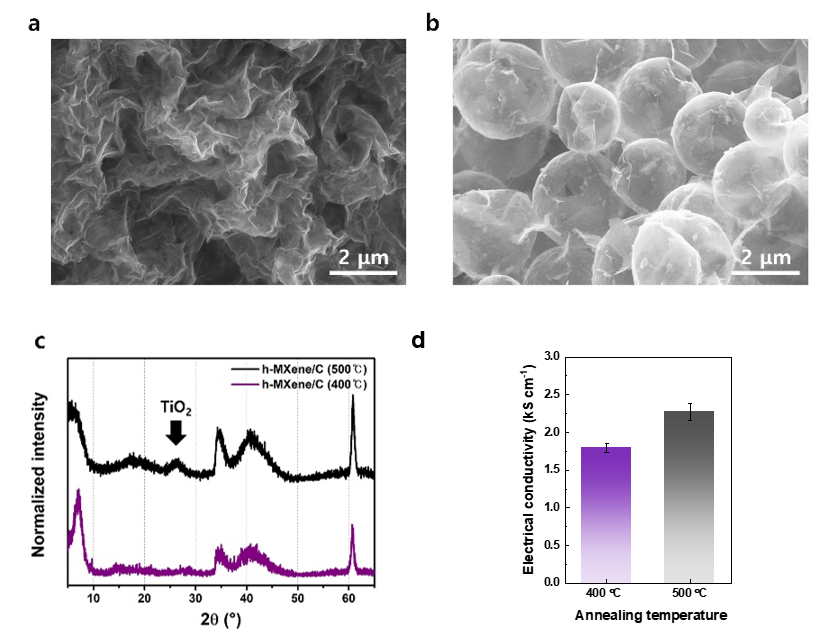 a
b
2 μm
2 μm
c
d
h-MXene/C (500℃)
h-MXene/C (400℃)
TiO₂
Normalized intensity
10 20 30 40 50 60
2θ (°)
3.0
2.5
2.0
1.5
1.0
0.5
0.0
Electrical conductivity (kS cm⁻¹)
400 ℃ 500 ℃
Annealing temperature